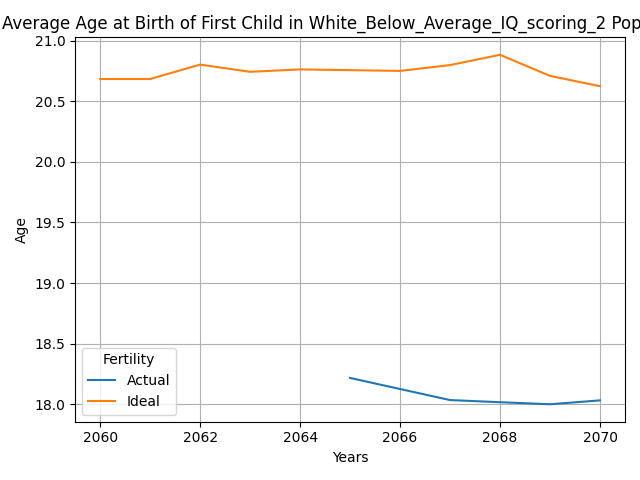 Average Age at Birth of First Child in White_Below_Average_IQ_scoring_2 Pop
21.0
20.5
20.0
19.5
19.0
18.5
18.0
Age
Fertility
Actual
Ideal
2060 2062 2064 2066 2068 2070
Years